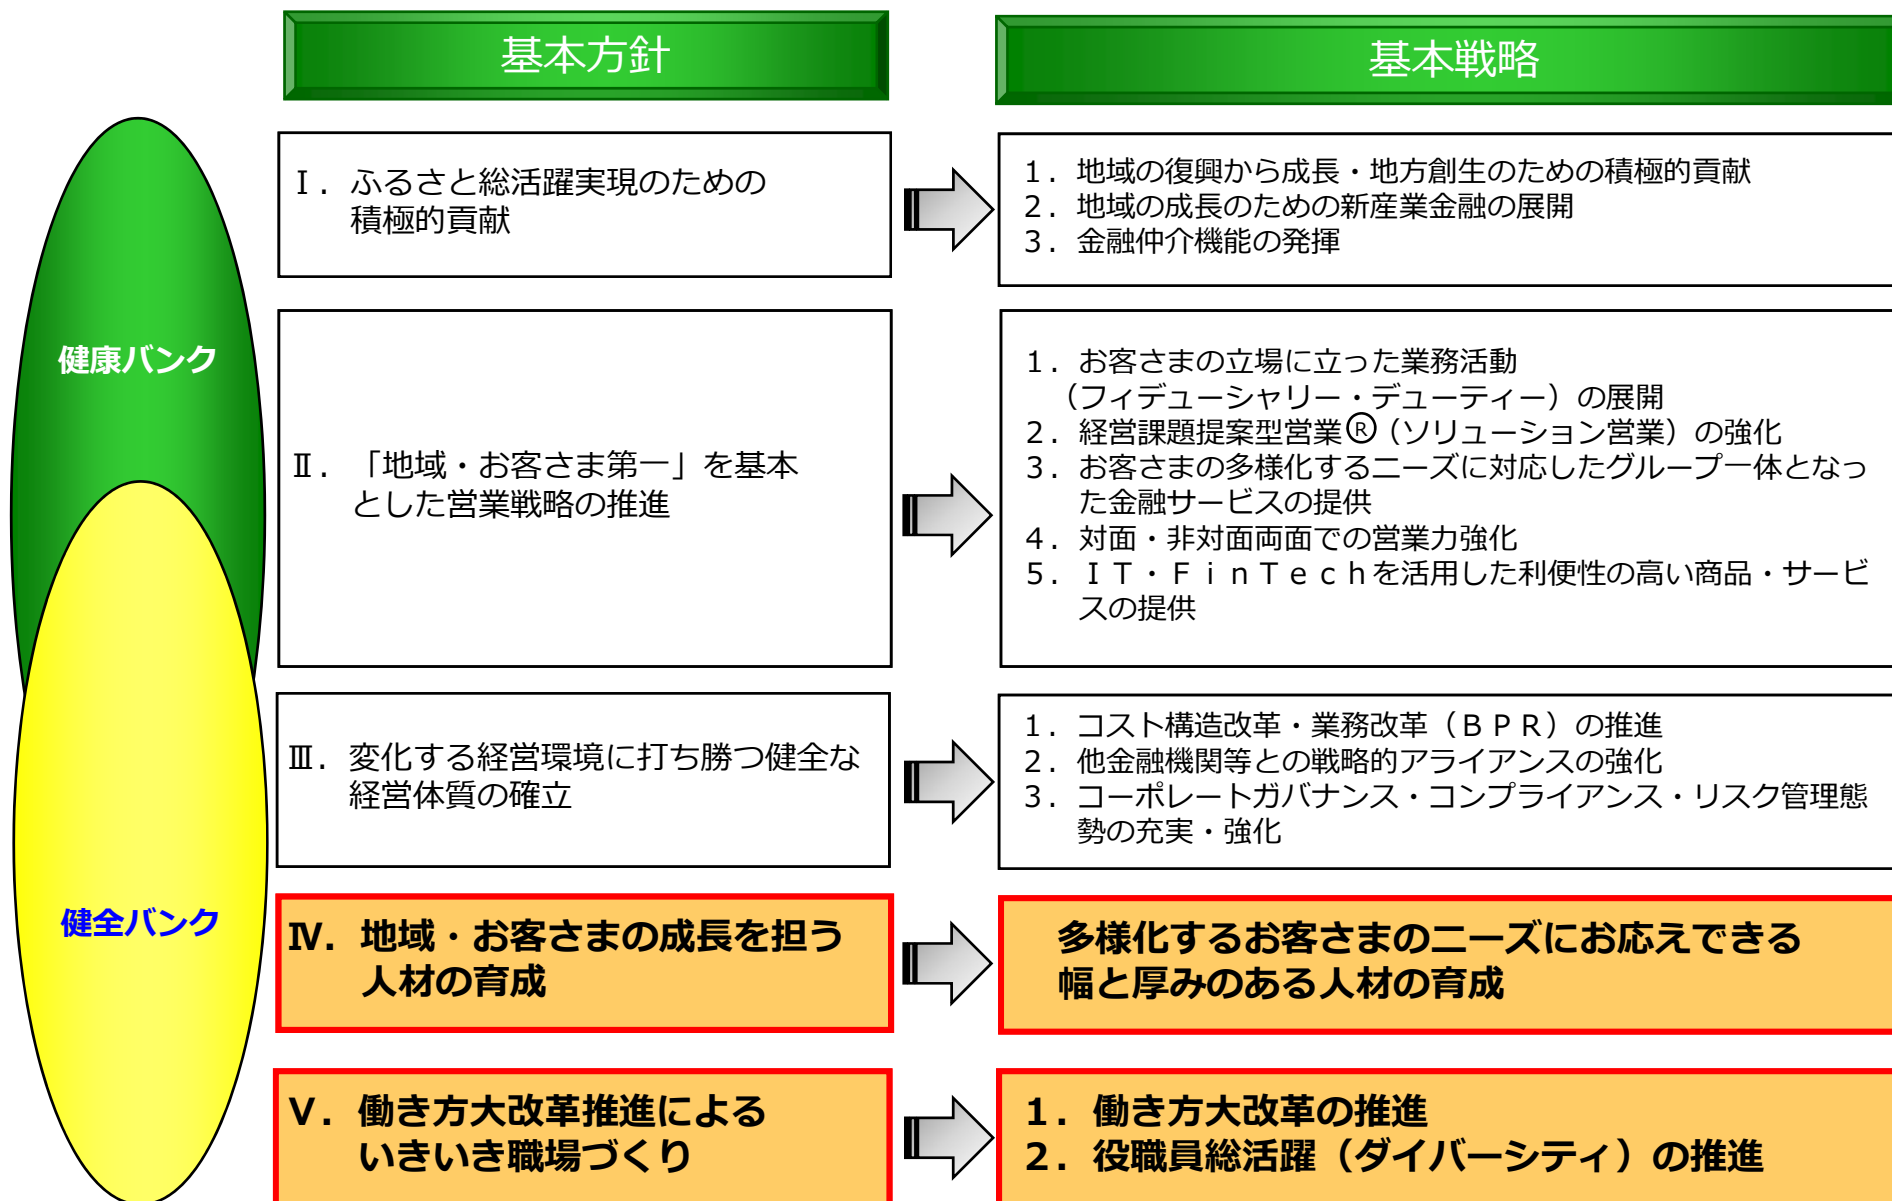 基本方針
基本戦略
健康バンク
健全バンク
Ⅰ．ふるさと総活躍実現のための
積極的貢献
１．地域の復興から成長・地方創生のための積極的貢献
２．地域の成長のための新産業金融の展開
３．金融仲介機能の発揮
Ⅱ．「地域・お客さま第一」を基本
とした営業戦略の推進
１．お客さまの立場に立った業務活動
（フィデューシャリー・デューティー）の展開
２．経営課題提案型営業Ⓡ（ソリューション営業）の強化
３．お客さまの多様化するニーズに対応したグループ一体となっ
た金融サービスの提供
４．対面・非対面両面での営業力強化
５．ＩＴ・ＦｉｎＴｅｃｈを活用した利便性の高い商品・サービ
スの提供
Ⅲ．変化する経営環境に打ち勝つ健全な
経営体質の確立
１．コスト構造改革・業務改革（ＢＰＲ）の推進
２．他金融機関等との戦略的アライアンスの強化
３．コーポレートガバナンス・コンプライアンス・リスク管理態
勢の充実・強化
Ⅳ．地域・お客さまの成長を担う
人材の育成
多様化するお客さまのニーズにお応えできる
幅と厚みのある人材の育成
Ⅴ．働き方大改革推進による
いきいき職場づくり
１．働き方大改革の推進
２．役職員総活躍（ダイバーシティ）の推進